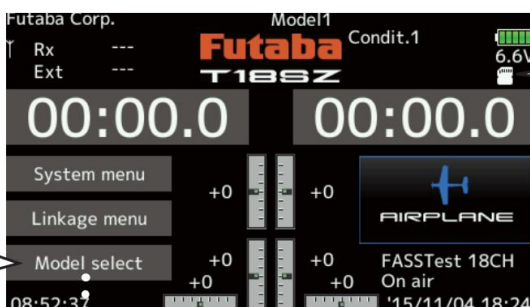 Futaba Corp.
Model1
Rx ---
Ext ---
Futaba
T18SZ
Condit.1
6.6V
00:00.0
00:00.0
System menu
Linkage menu
Model select
+0
+0
+0
+0
+0
+0
AIRPLANE
FASSTest 18CH
On air
08:52:37
'15/11/04 18:24